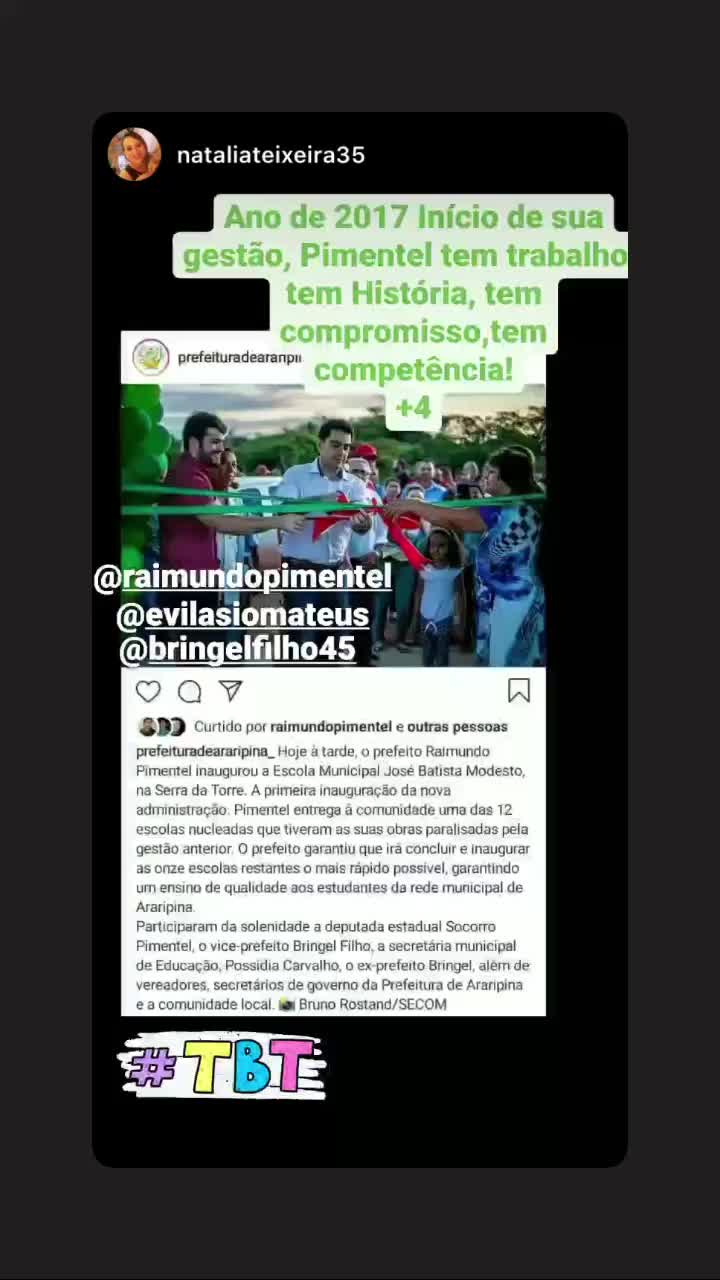 nataliateixeira35
Ano de 2017 Início de sua
gestão, Pimentel tem trabalho
tem História, tem
compromisso,tem
competência!
+4
prefeituradeararipin
@raimundopimentel
@evilasiomateus
@bringelfilho45
Curtido por raimundopimentel e outras pessoas
prefeituradeararipina_ Hoje à tarde, o prefeito Raimundo
Pimentel inaugurou a Escola Municipal José Batista Modesto,
na Serra da Torre. A primeira inauguração da nova
administração. Pimentel entrega à comunidade uma das 12
escolas nucleadas que tiveram as suas obras paralisadas pela
gestão anterior. O prefeito garantiu que irá concluir e inaugurar
as onze escolas restantes o mais rápido possível, garantindo
um ensino de qualidade aos estudantes da rede municipal de
Araripina.
Participaram da solenidade a deputada estadual Socorro
Pimentel, o vice-prefeito Bringel Filho, a secretária municipal
de Educação, Possídia Carvalho, o ex-prefeito Bringel, além de
vereadores, secretários de governo da Prefeitura de Araripina
e a comunidade local. 📷 Bruno Rostand/SECOM
#TBT